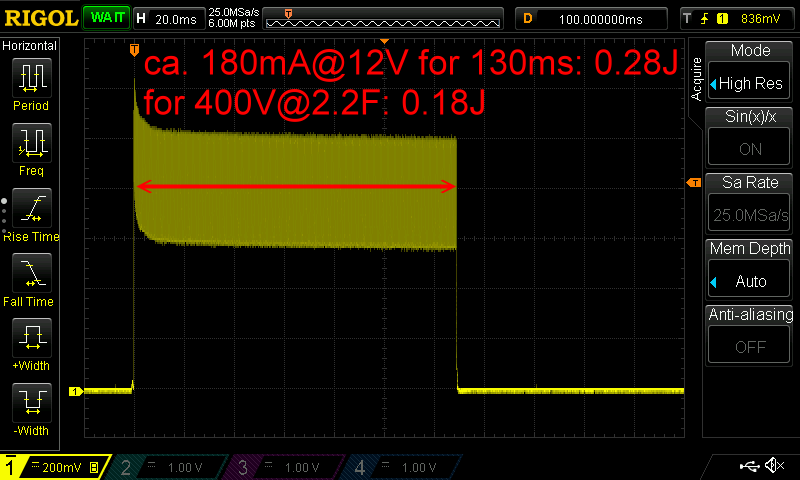 RIGOL WAIT H 20.0ms 25.0MSa/s 6.00M pts T D 100.000000ms T 1 836mV
Horizontal
Period
Freq
Rise Time
Fall Time
+Width
-Width
T
ca. 180mA@12V for 130ms: 0.28J
for 400V@2.2F: 0.18J
T
1
Acquire
Mode
High Res
Sin(x)/x
ON
Sa Rate
25.0MSa/s
Mem Depth
Auto
Anti-aliasing
OFF
1 200mV B 2 1.00 V 3 1.00 V 4 1.00 V